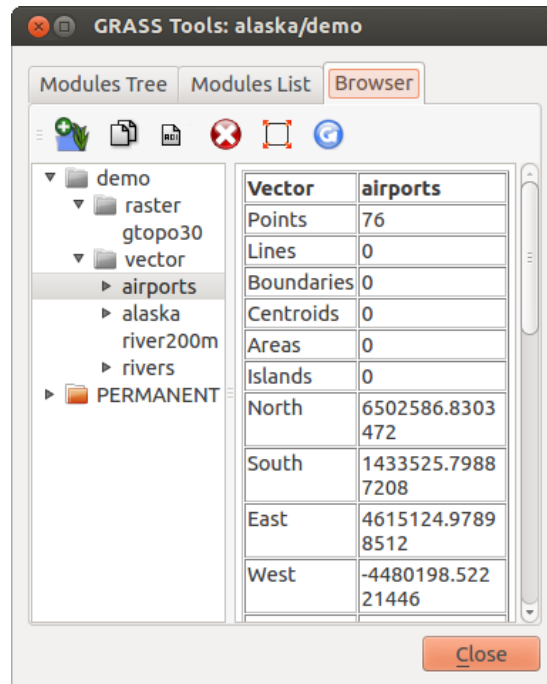 GRASS Tools: alaska/demo
Modules Tree
Modules List
Browser
demo
raster
gtopo30
vector
airports
alaska
river200m
rivers
PERMANENT
Vector airports
Points 76
Lines 0
Boundaries 0
Centroids 0
Areas 0
Islands 0
North 6502586.8303
472
South 1433525.7988
7208
East 4615124.9789
8512
West -4480198.522
21446
Close